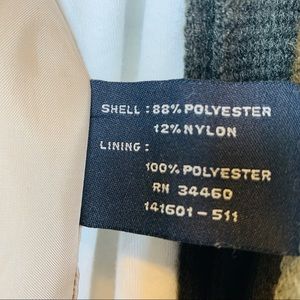 SHELL : 88% POLYESTER
12% NYLON
LINING :
100% POLYESTER
RN 34460
141601-511